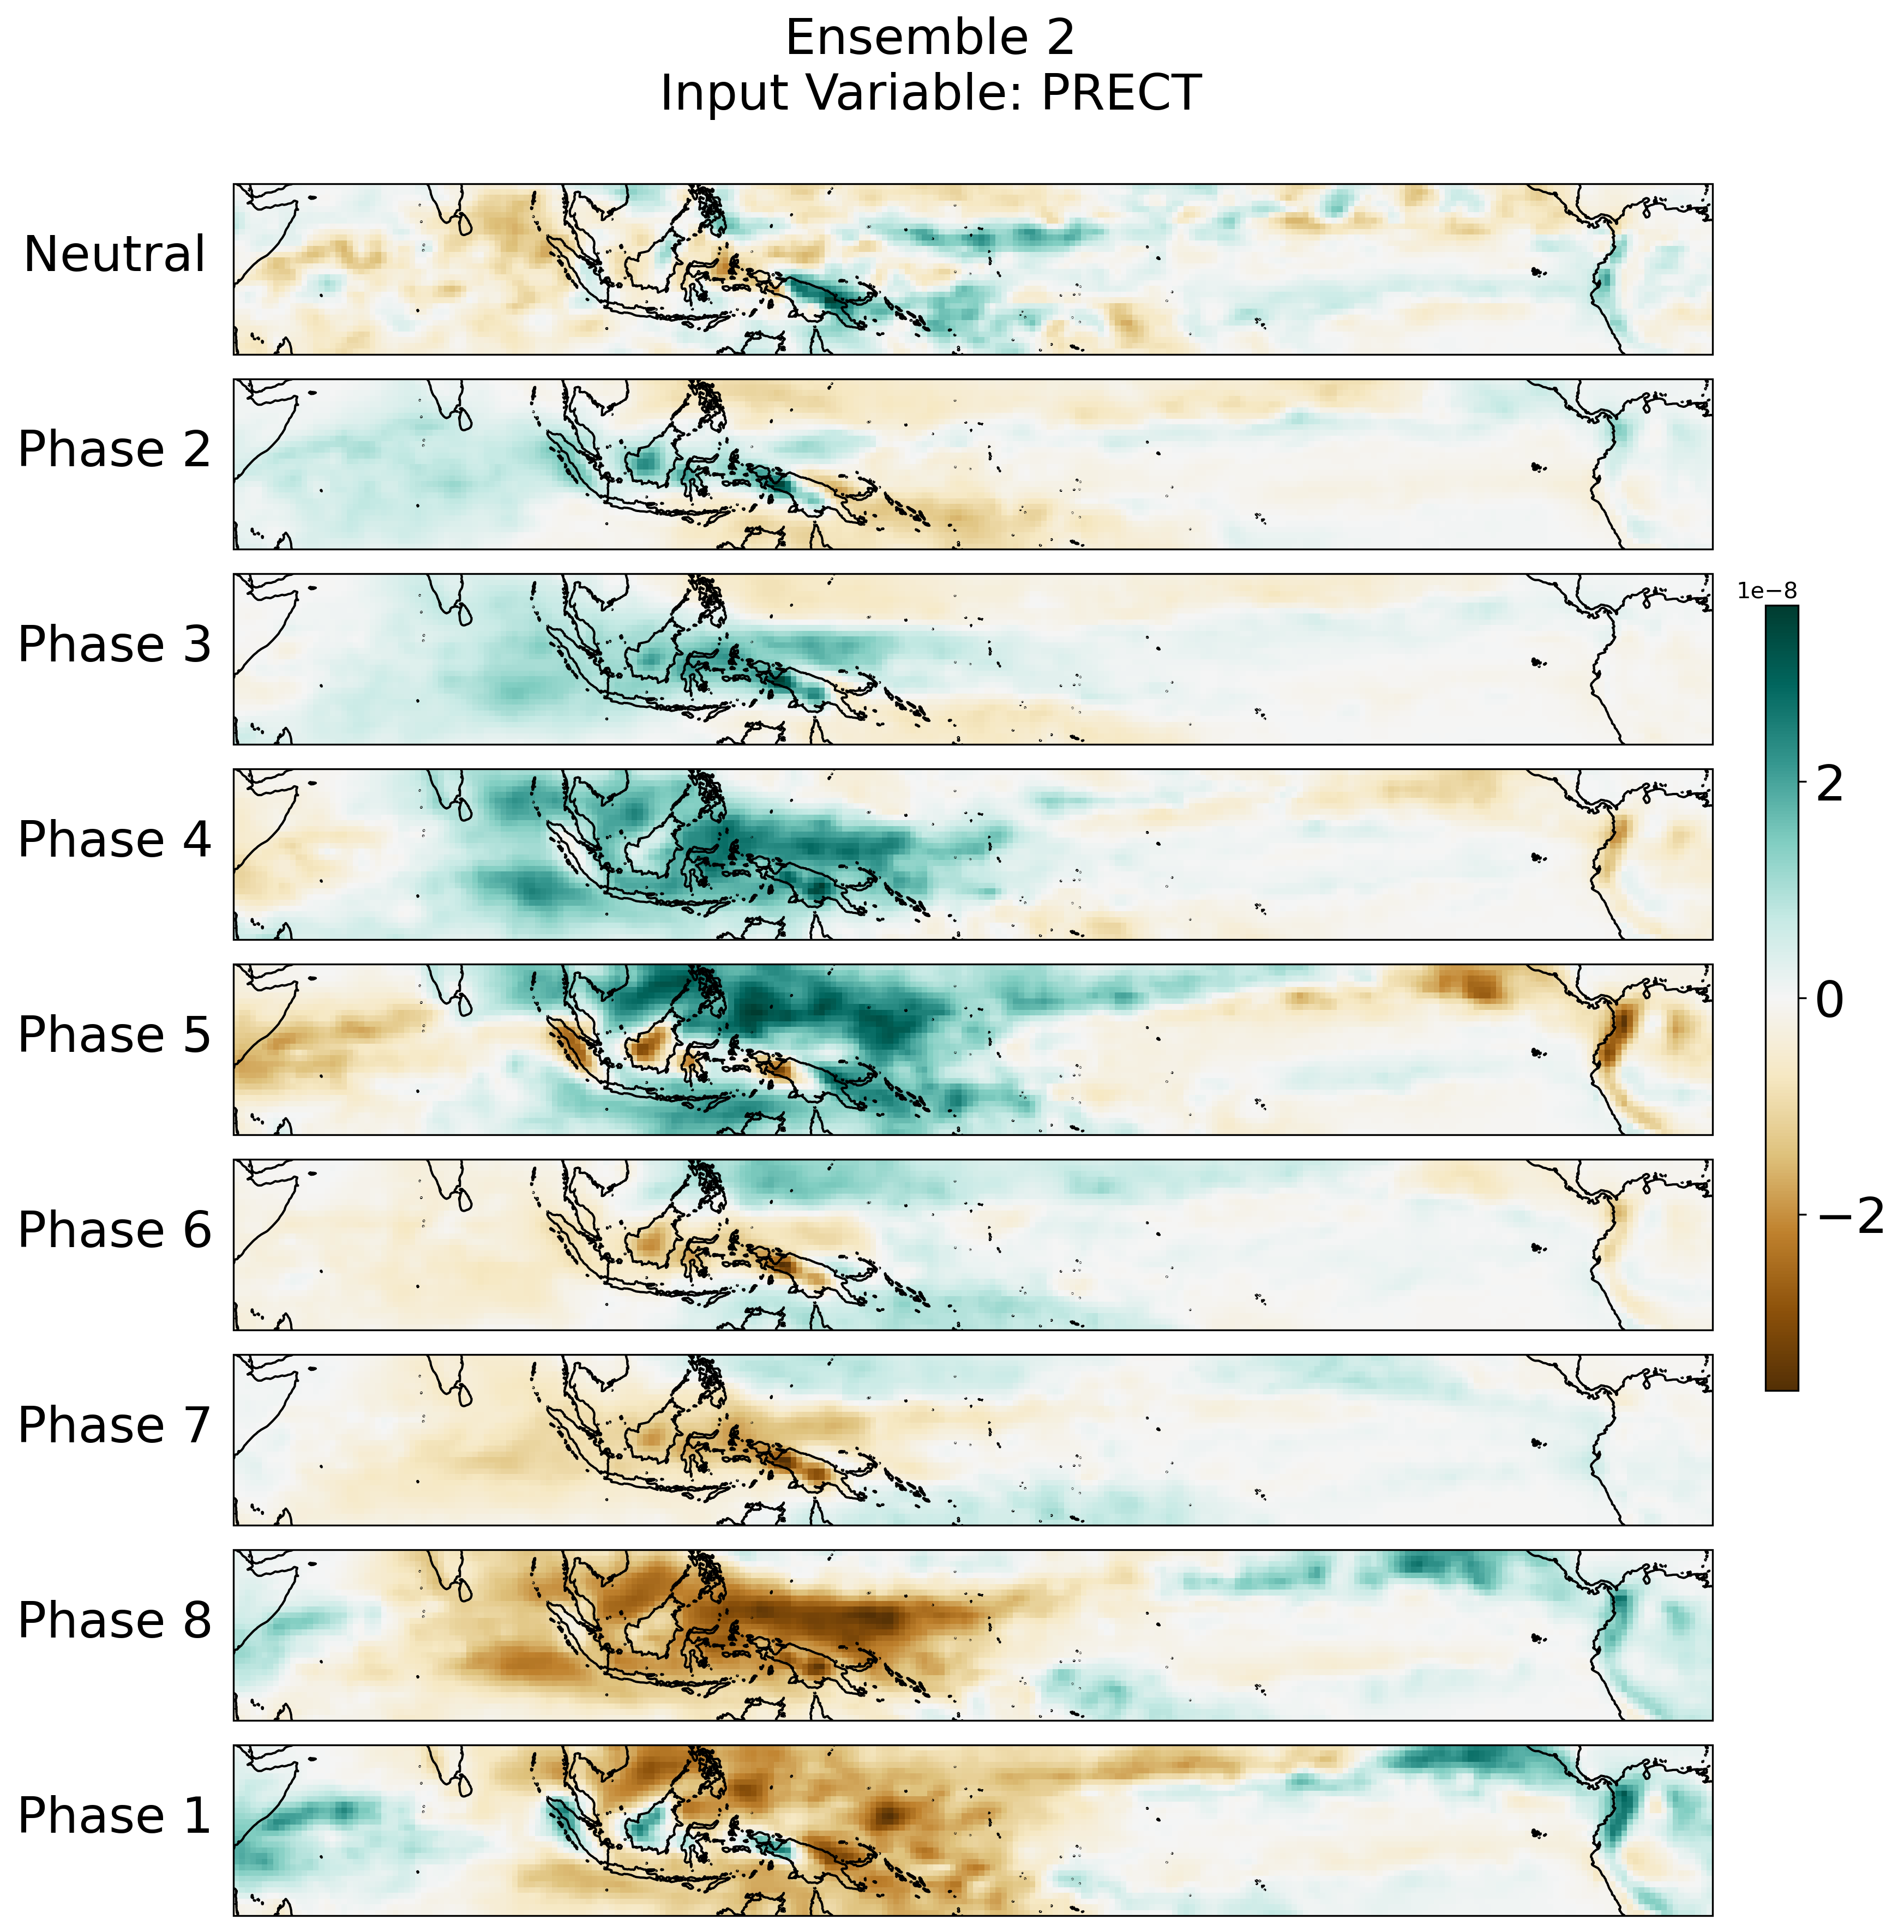 Ensemble 2
Input Variable: PRECT
Neutral
Phase 2
Phase 3
1e−8
Phase 4
2
0
Phase 5
Phase 6
−2
Phase 7
Phase 8
Phase 1